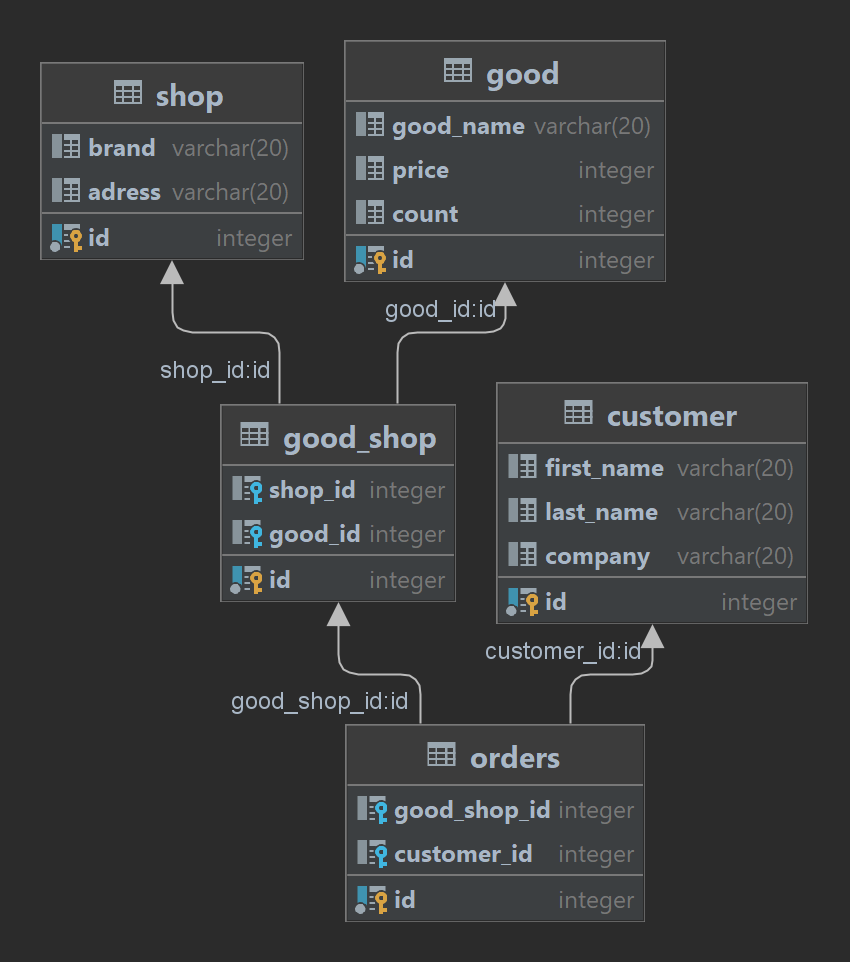 shop
brand varchar(20)
adress varchar(20)
id integer
good
good_name varchar(20)
price integer
count integer
id integer
shop_id:id
good_id:id
good_shop
shop_id integer
good_id integer
id integer
customer
first_name varchar(20)
last_name varchar(20)
company varchar(20)
id integer
good_shop_id:id
customer_id:id
orders
good_shop_id integer
customer_id integer
id integer